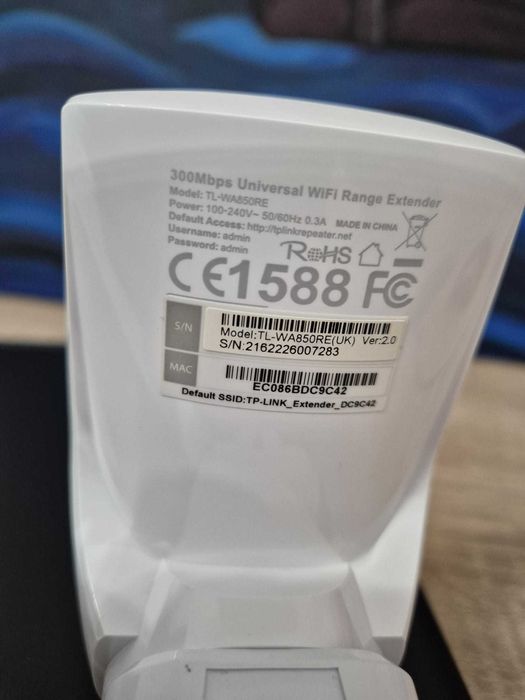 300Mbps Universal WiFi Range Extender
Model: TL-WA850RE
Power: 100-240V~ 50/60Hz 0.3A MADE IN CHINA
Default Access: http://tplinkrepeater.net
Username: admin
Password: admin
RoHS
CE1588 FC
S/N
Model:TL-WA850RE(UK) Ver:2.0
S/N:2162226007283
MAC
EC086BDC9C42
Default SSID:TP-LINK_Extender_DC9C42